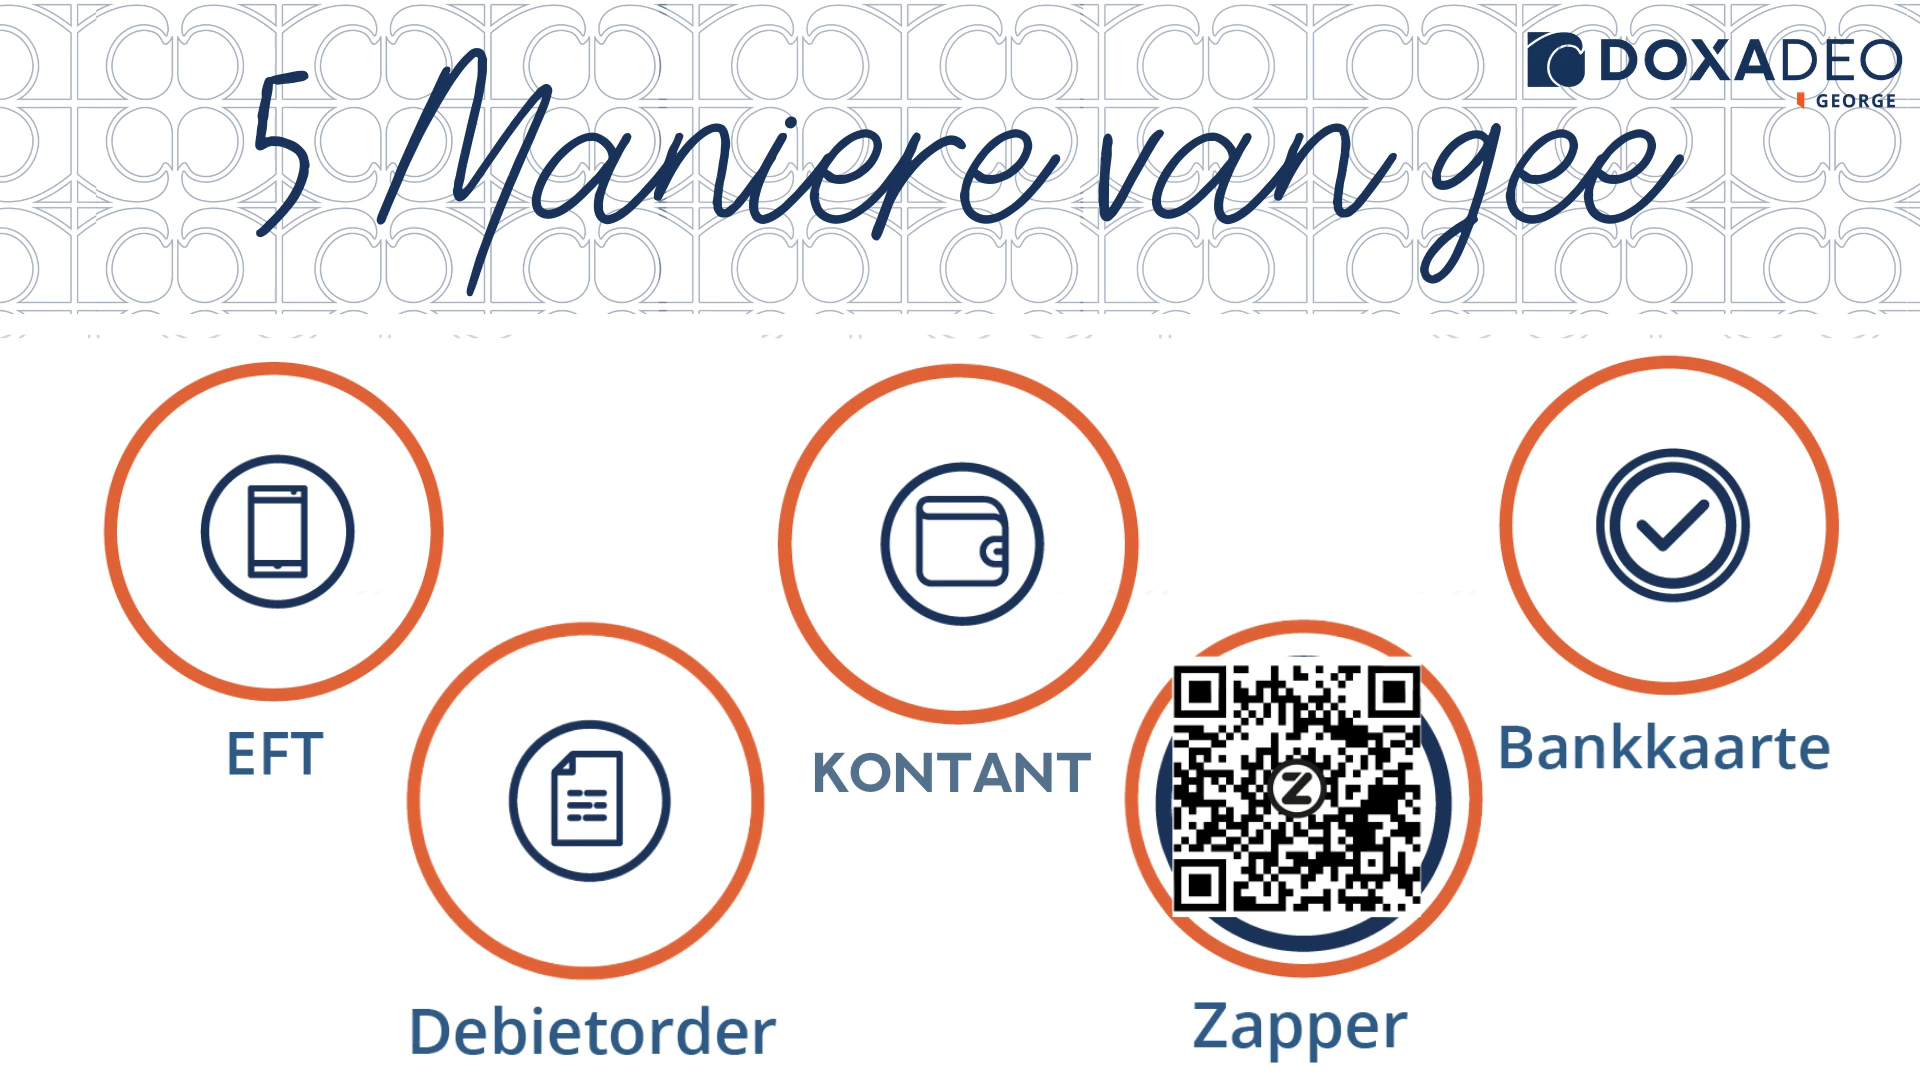 DOXADEO
GEORGE
5 Maniere van gee
EFT
Debietorder
KONTANT
Zapper
Bankkaarte